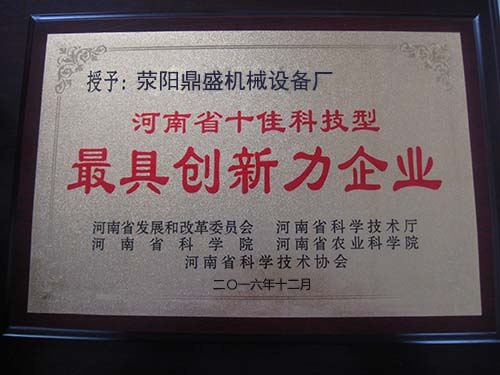 授予：荥阳鼎盛机械设备厂
河南省十佳科技型
最具创新力企业
河南省发展和改革委员会 河南省科学技术厅
河南省科学院 河南省农业科学院
河南省科学技术协会
二〇一六年十二月